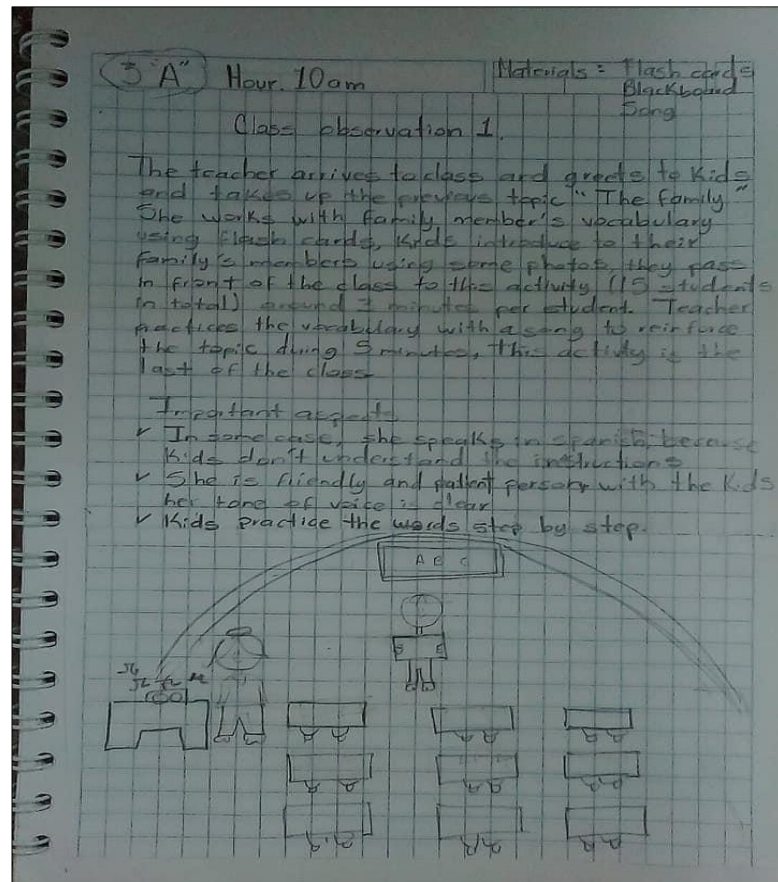 3 "A" Hour. 10am Materials = Flash cards
Blackboard
Song
Class observation 1.
The teacher arrives to class and greets to Kids
and takes up the previous topic "The family"
She works with family member's vocabulary
using flash cards, Kids introduce to their
family's members using some photos, they pass
in front of the class to this activity (15 students
in total) around minutes per student. Teacher
practices the vocabulary with a song to reinforce
the topic during 5 minutes, this activity is the
last of the class
Important aspects
✓ In some case, she speaks in spanish, because
Kids don't understand the instructions
✓ She is friendly and patient person with the Kids
her tone of voice is clear
✓ Kids practice the words step by step.
A B C